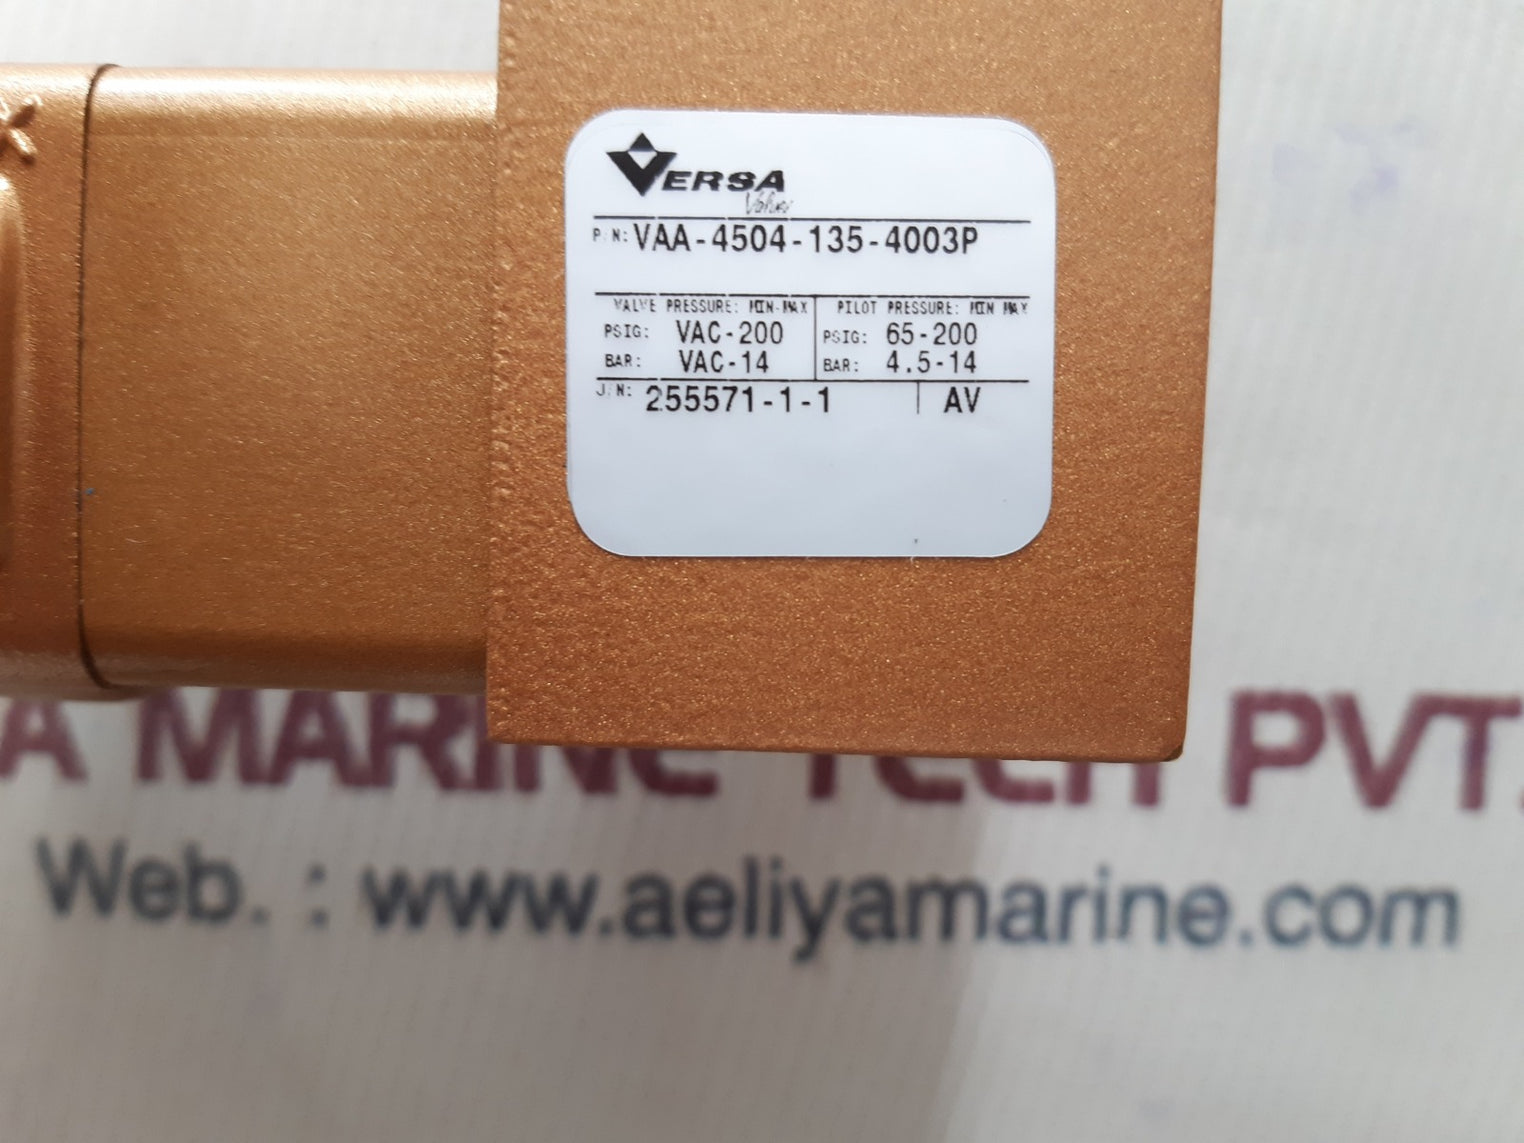 VERSA
Valves
P/N: VAA-4504-135-4003P
VALVE PRESSURE: MIN-MAX PILOT PRESSURE: MIN MAX
PSIG: VAC-200 PSIG: 65-200
BAR: VAC-14 BAR: 4.5-14
J/N: 255571-1-1 AV
A MARINE TECH PVT.
Web. : www.aeliyamarine.com